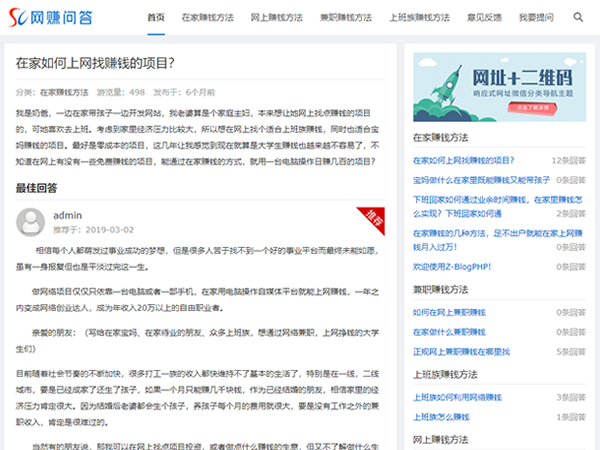 网赚问答
首页 在家赚钱方法 网上赚钱方法 兼职赚钱方法 上班族赚钱方法 意见反馈 我要提问
在家如何上网找赚钱的项目?
分类: 在家赚钱方法 浏览量: 498 发布于: 6个月前
我是奶爸，一边在家带孩子一边开发网站，我老婆算是个家庭主妇，本来想让她网上找点赚钱的项目
的，可她喜欢去上班。考虑到家里经济压力比较大，所以想在网上找个适合上班族赚钱，同时也适合宝
妈赚钱的项目。最好是零成本的项目，这几年让我感觉到现在就算是大学生赚钱也越来越不容易了，不
知道在网上有没有一些免费赚钱的项目，能通过在家赚钱的方式，就用一台电脑操作日赚几百的项目?
最佳回答
admin
推荐于: 2019-03-02
推荐
相信每个人都萌发过事业成功的梦想，但是很多人苦于找不到一个好的事业平台而最终未能如愿，
虽有一身报复但也是平淡过完这一生。
做网络项目仅仅只依靠一台电脑或者一部手机，在家用电脑操作自媒体平台就能上网赚钱，一年之
内变成网络创业达人，成为年收入20万以上的自由职业者。
亲爱的朋友：（写给在家宝妈、在家待业的朋友、众多上班族，想通过网络兼职，上网挣钱的大学
生们）
目前随着社会节奏的不断加快，很多打工一族的收入都快维持不了基本的生活了，特别是在一线，二线
城市，要是已经成家了还生了孩子，如果一个月只能赚几千块钱，作为已经结婚的朋友，相信家里的经
济压力肯定很大。因为结婚后老婆都会生个孩子，养孩子每个月的费用就很大，要是没有工作之外的兼
职收入，肯定是很难过的。
当然有的朋友说，那我可以在网上找点项目投资，或者做点什么赚钱的生意，但又不了解做什么生
网址+二维码
响应式网址微信分类导航主题
在家赚钱方法
在家如何上网找赚钱的项目? 12条回答
宝妈做什么在家里既能赚钱又能带孩子 0条回答
下班回家如何通过业余时间赚钱，在家里赚钱怎
么实现？下班回家如何通 2条回答
在家赚钱的几种方法，足不出户就能在家上网赚
钱月入过万! 0条回答
欢迎使用Z-BlogPHP! 0条回答
兼职赚钱方法
如何在网上兼职赚钱 0条回答
在家做什么兼职赚钱 0条回答
正规网上兼职赚钱在哪里找 5条回答
上班族赚钱方法
上班族如何利用网络赚钱 3条回答
上班族怎么赚钱 1条回答
网上赚钱方法